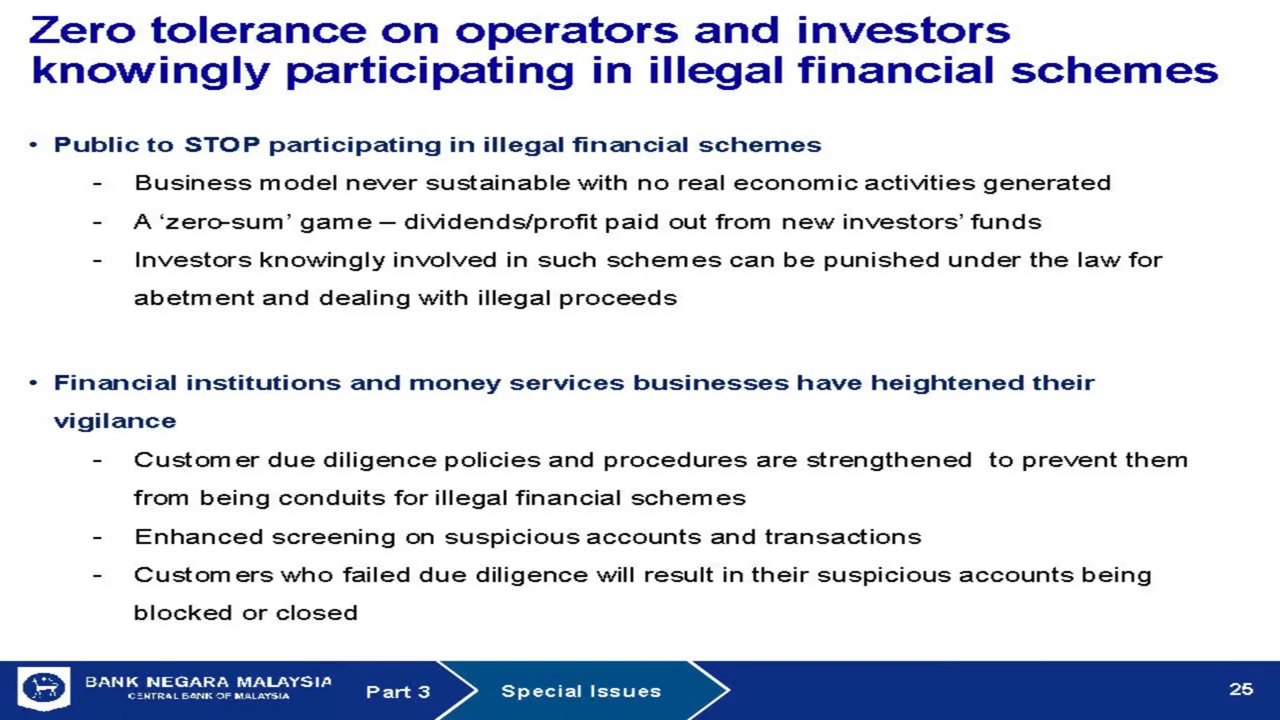 Zero tolerance on operators and investors
knowingly participating in illegal financial schemes
• Public to STOP participating in illegal financial schemes
- Business model never sustainable with no real economic activities generated
- A ‘zero-sum’ game – dividends/profit paid out from new investors’ funds
- Investors knowingly involved in such schemes can be punished under the law for
abetment and dealing with illegal proceeds
• Financial institutions and money services businesses have heightened their
vigilance
- Customer due diligence policies and procedures are strengthened to prevent them
from being conduits for illegal financial schemes
- Enhanced screening on suspicious accounts and transactions
- Customers who failed due diligence will result in their suspicious accounts being
blocked or closed
BANK NEGARA MALAYSIA
CENTRAL BANK OF MALAYSIA
Part 3
Special Issues
25